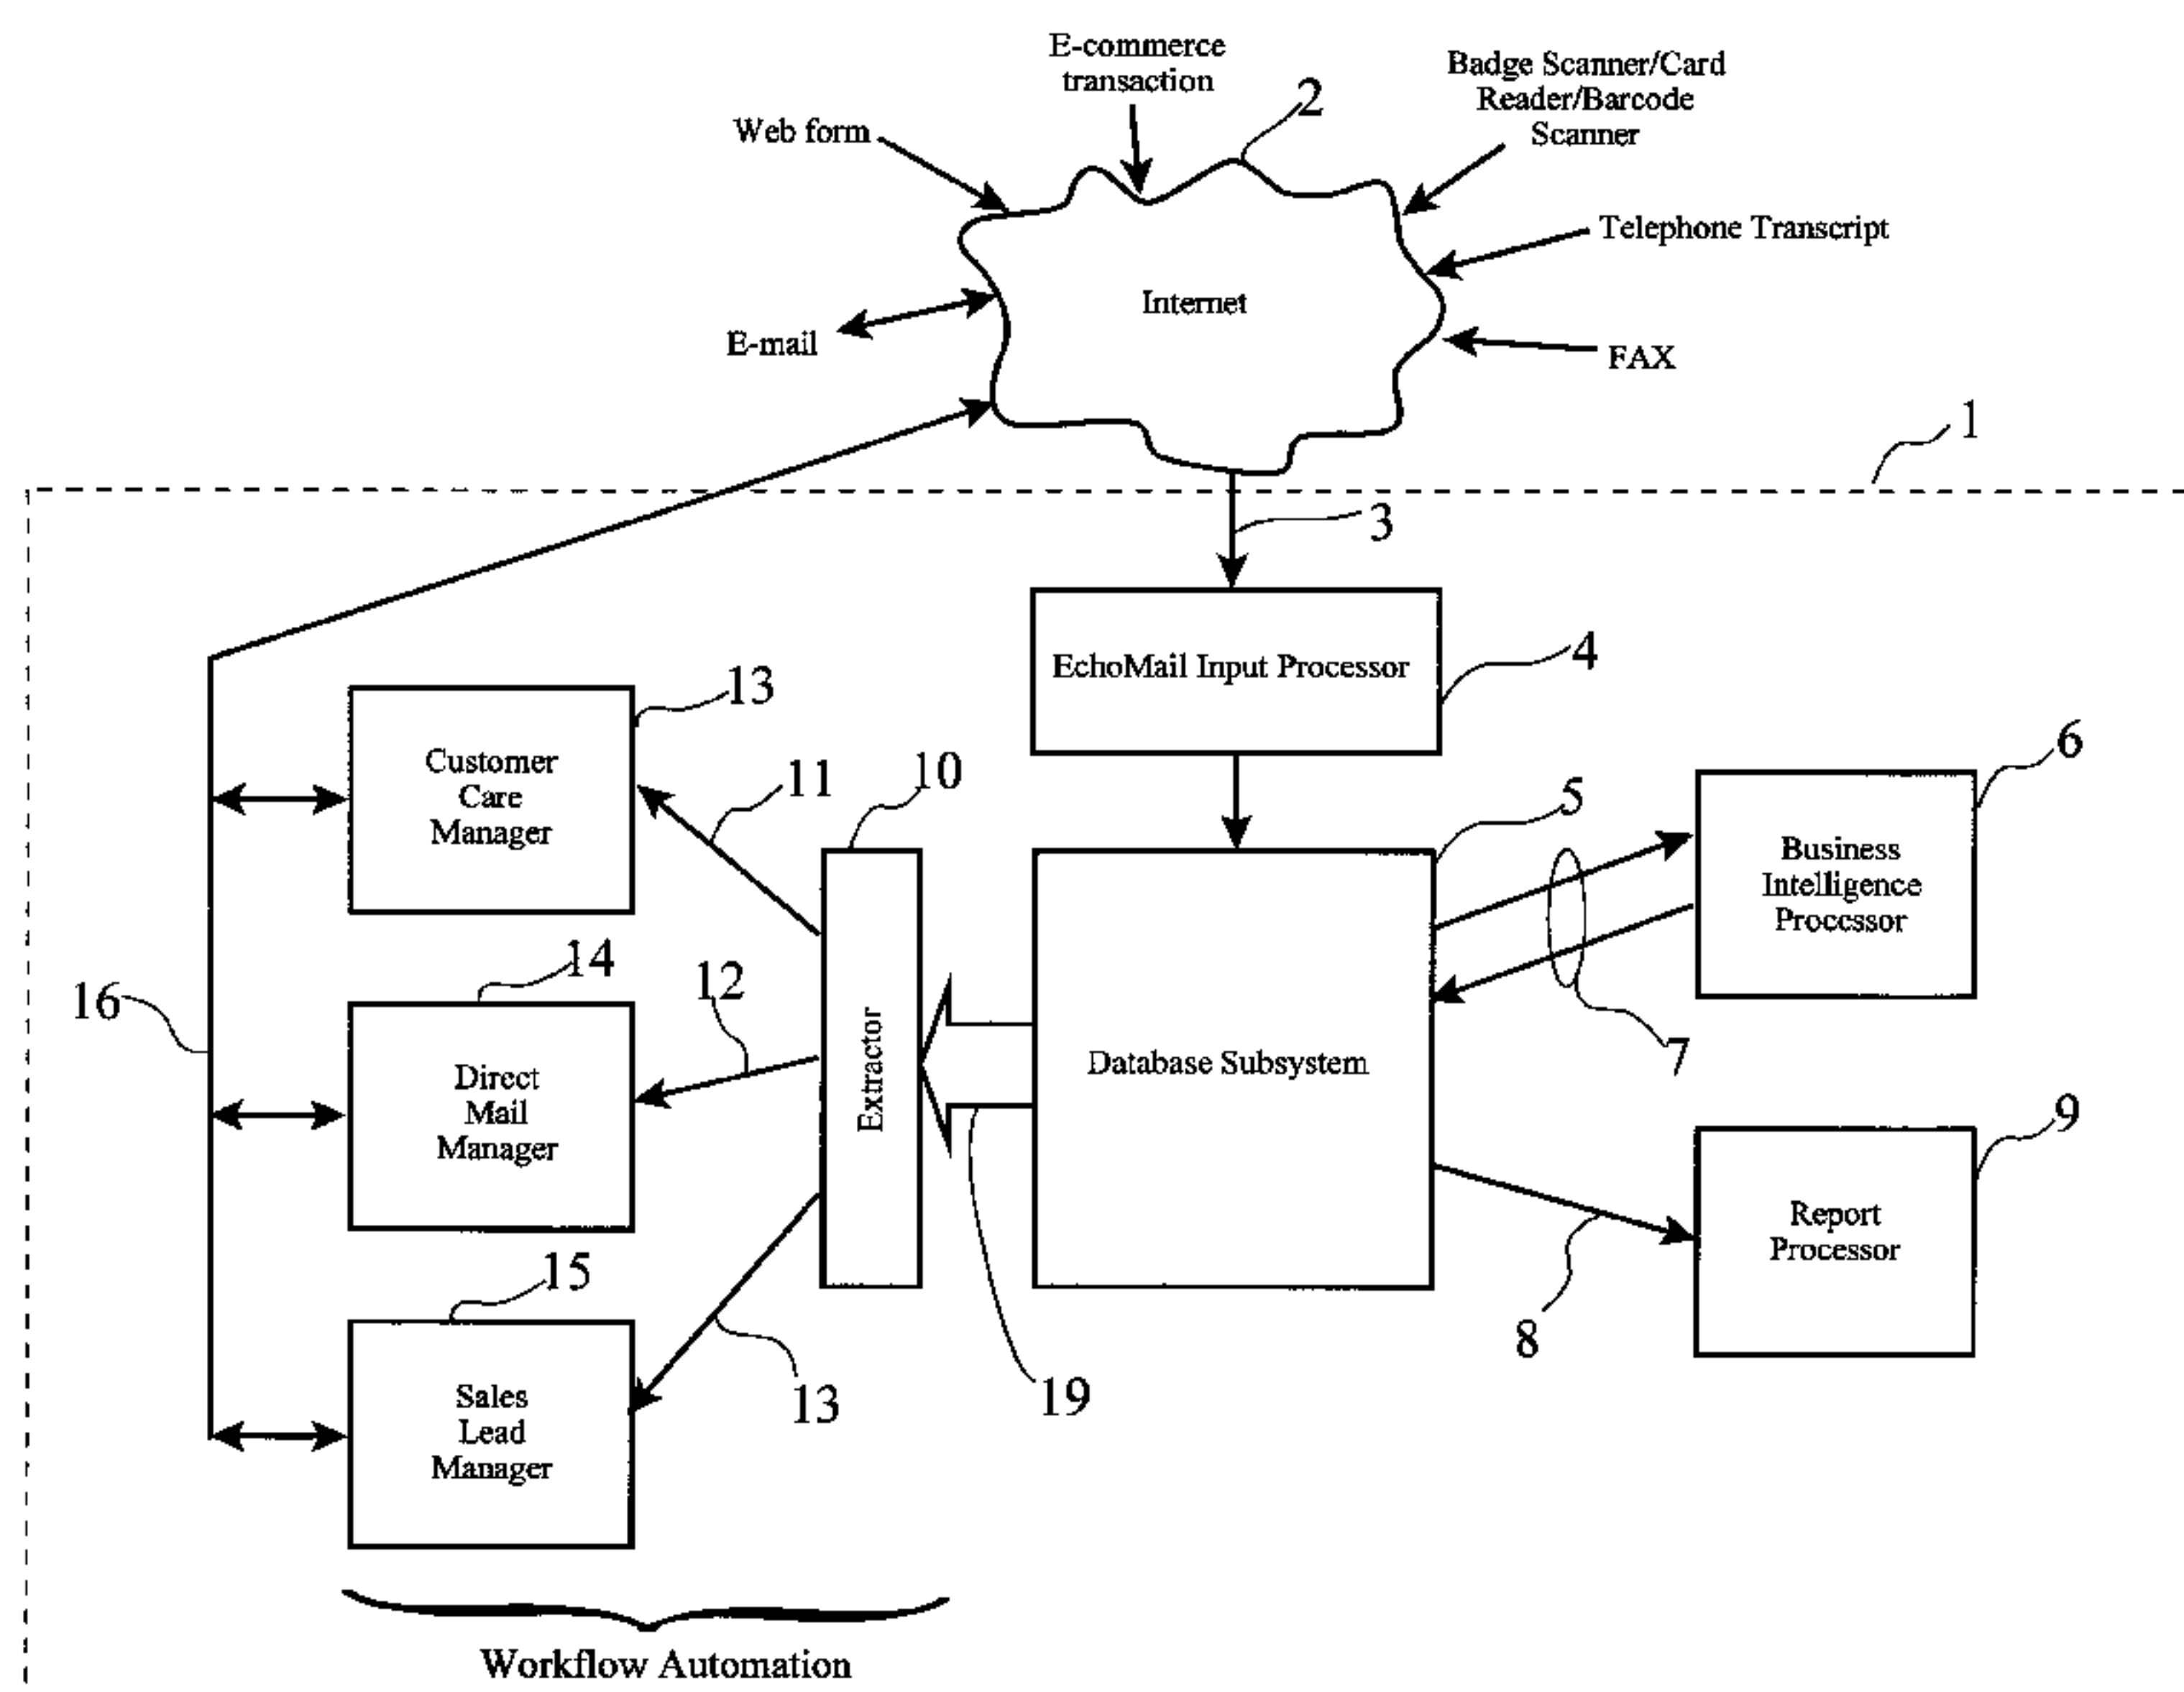 E-commerce
transaction
2
Badge Scanner/Card
Reader/Barcode
Scanner
Web form
Telephone Transcript
Internet
E-mail
FAX
1
3
EchoMail Input Processor
4
13
Customer
Care
Manager
11
10
5
6
Business
Intelligence
Processor
7
14
12
16
Direct
Mail
Manager
Extractor
Database Subsystem
9
Report
Processor
8
15
13
19
Sales
Lead
Manager
Workflow Automation